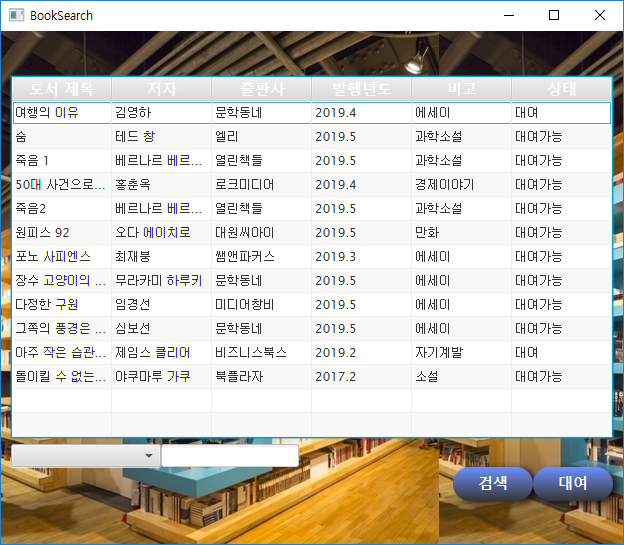 BookSearch
도서 제목 저자 출판사 발행년도 비고 상태
여행의 이유 김영하 문학동네 2019.4 에세이 대여
숨 테드 창 엘리 2019.5 과학소설 대여가능
죽음 1 베르나르 베르... 열린책들 2019.5 과학소설 대여가능
50대 사건으로... 홍춘욱 로크미디어 2019.4 경제이야기 대여가능
죽음2 베르나르 베르... 열린책들 2019.5 과학소설 대여가능
원피스 92 오다 에이치로 대원씨아이 2019.5 만화 대여가능
포노 사피엔스 최재붕 쌤앤파커스 2019.3 에세이 대여가능
장수 고양이의 ... 무라카미 하루키 문학동네 2019.5 에세이 대여가능
다정한 구원 임경선 미디어창비 2019.5 에세이 대여가능
그쪽의 풍경은 ... 심보선 문학동네 2019.5 에세이 대여가능
아주 작은 습관... 제임스 클리어 비즈니스북스 2019.2 자기계발 대여
돌이킬 수 없는... 야쿠마루 가쿠 북플라자 2017.2 소설 대여가능
검색 대여